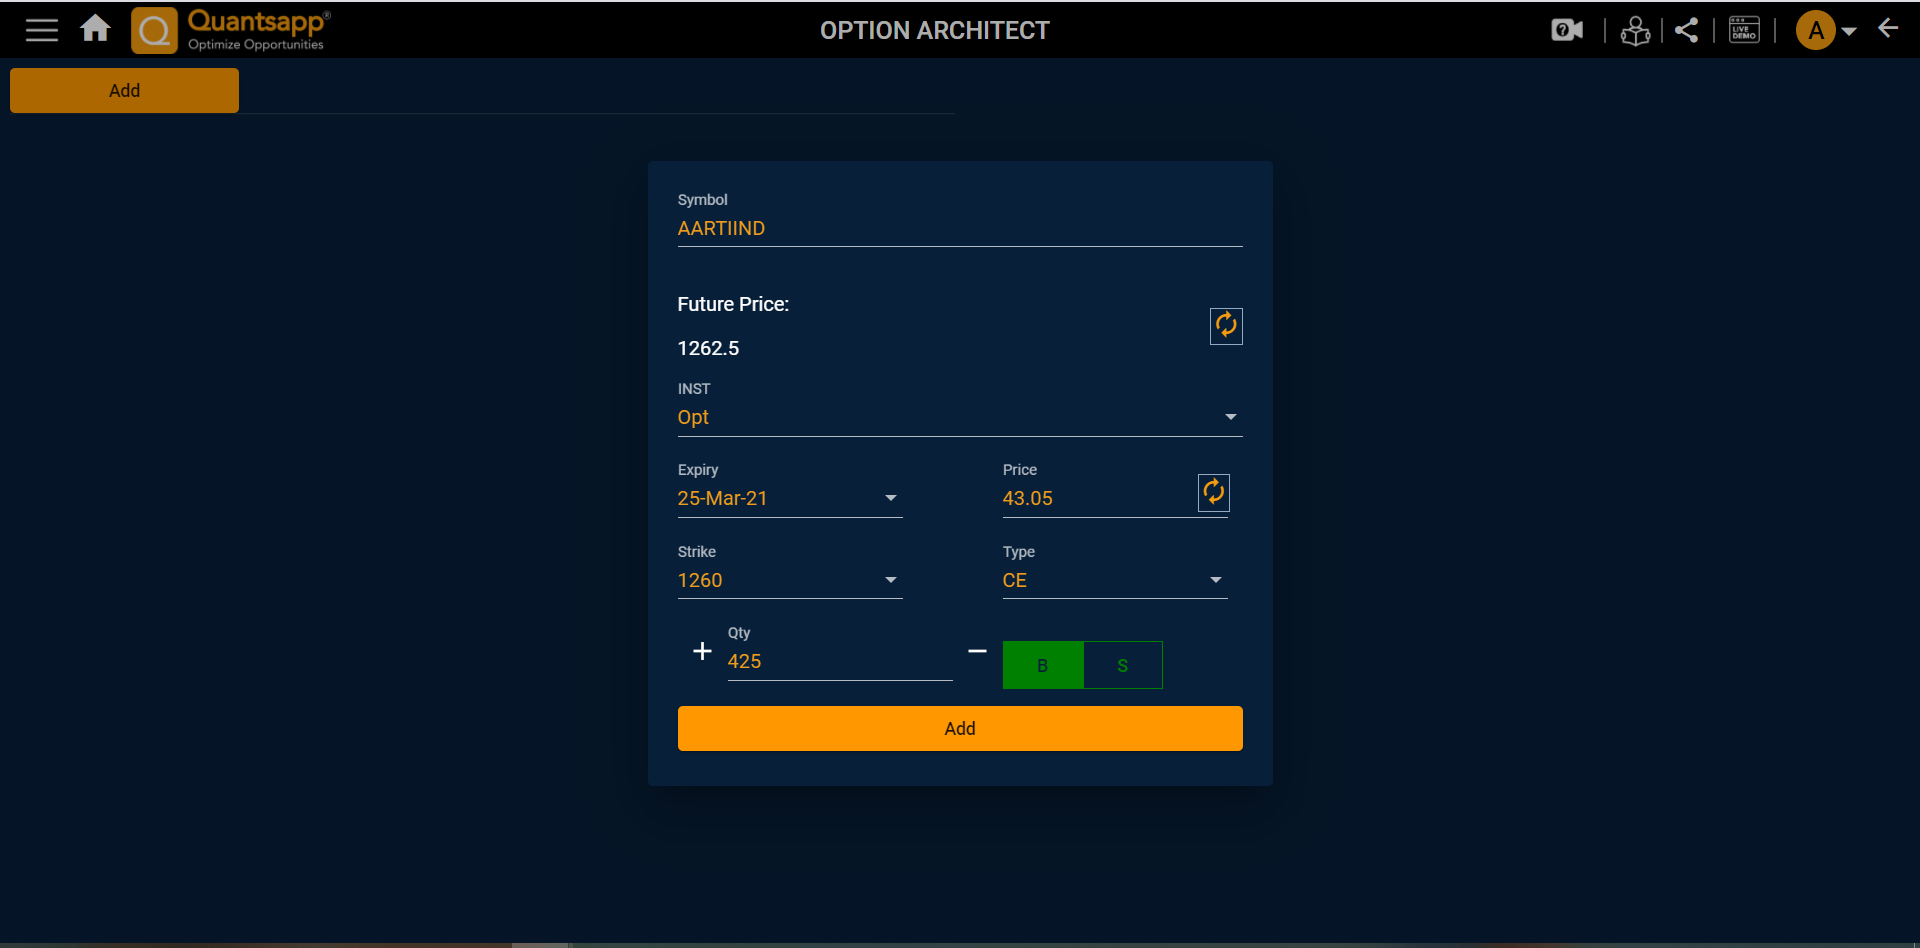 Quantsapp®
Optimize Opportunities
OPTION ARCHITECT
LIVE
DEMO
A
Add
Symbol
AARTIIND
Future Price:
1262.5
INST
Opt
Expiry
Price
25-Mar-21
43.05
Strike
Type
1260
CE
Qty
425
B
S
Add